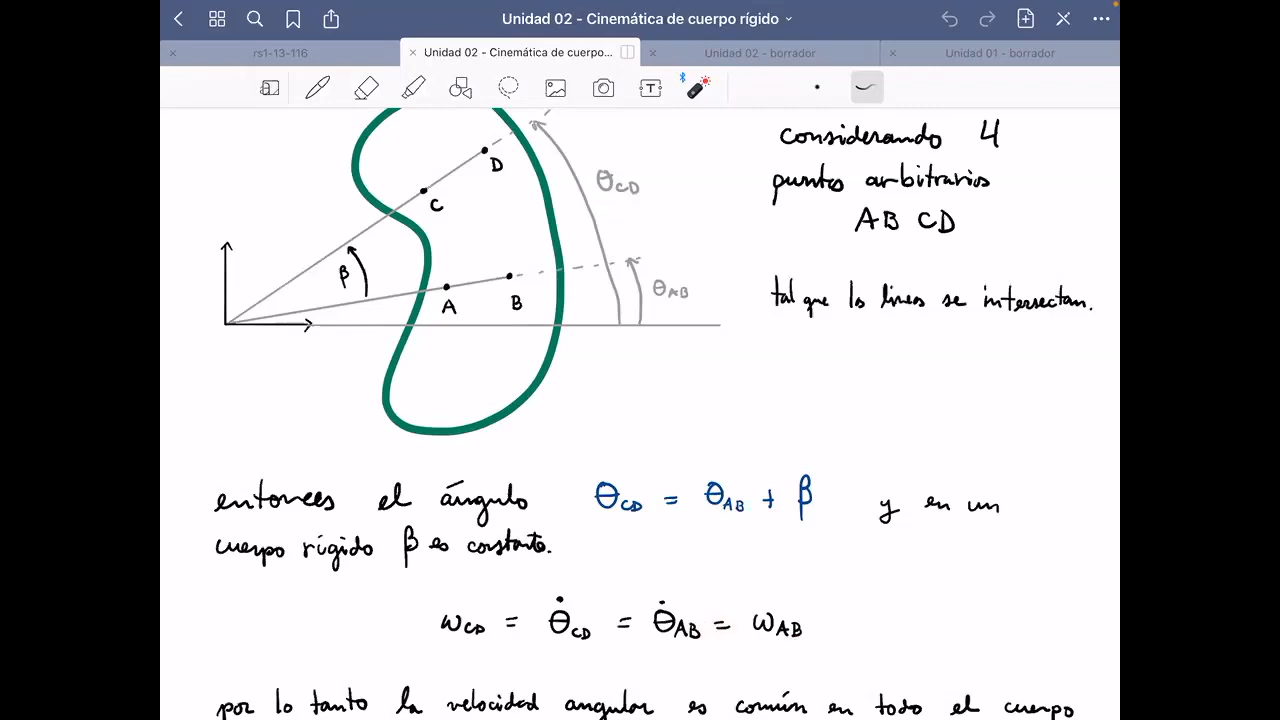 Unidad 02 - Cinemática de cuerpo rígido
rs1-13-116
Unidad 02 - Cinemática de cuerpo...
Unidad 02 - borrador
Unidad 01 - borrador
T
considerando 4
puntos arbitrarios
AB CD
tal que las lineas se intersectan.
D
θCD
C
β
A
B
θAB
entonces el ángulo θCD = θAB + β y en un
cuerpo rígido β es constante.
ωCD = θ̇CD = θ̇AB = ωAB
por lo tanto la velocidad angular es común en todo el cuerpo